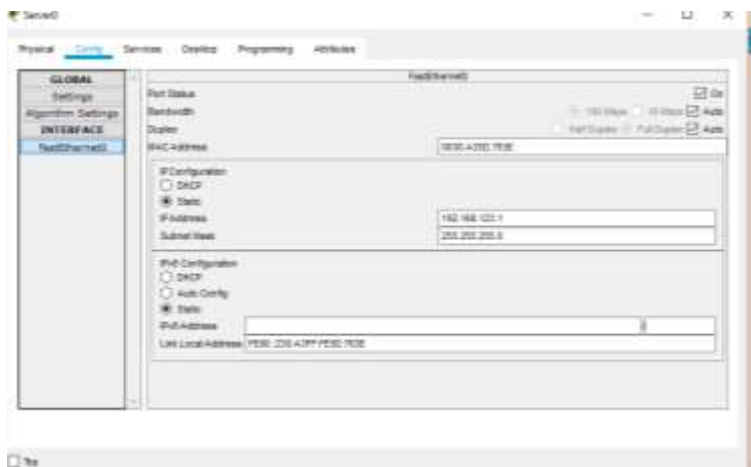 Server0
Physical Config Services Desktop Programming Attributes
GLOBAL
Settings
Algorithm Settings
INTERFACE
FastEthernet0
FastEthernet0
Port Status On
Bandwidth 100 Mbps 10 Mbps Auto
Duplex Half Duplex Full Duplex Auto
MAC Address
IP Configuration
DHCP
Static
IP Address 192.168.123.1
Subnet Mask 255.255.255.0
IPv6 Configuration
DHCP
Auto Config
Static
IPv6 Address /
Link Local Address
Top